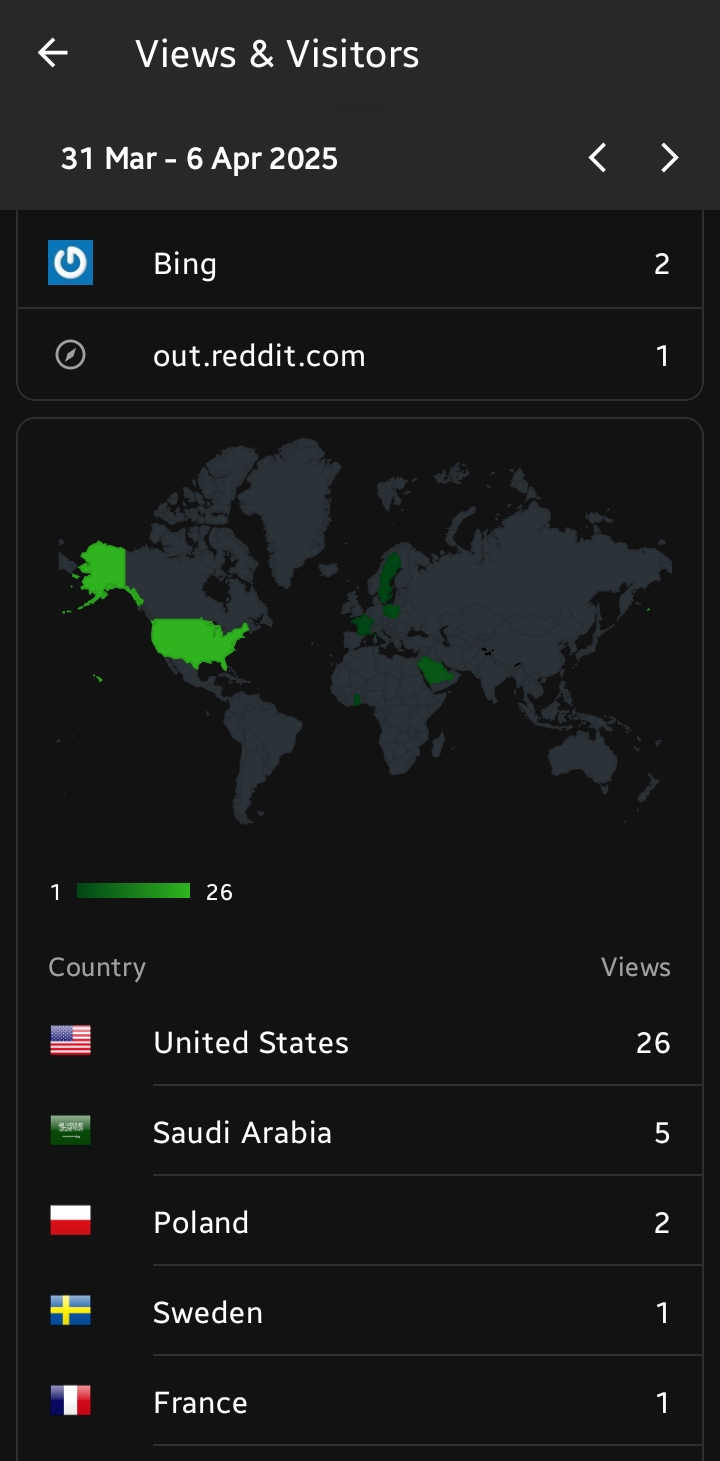 Views & Visitors
31 Mar - 6 Apr 2025
Bing 2
out.reddit.com 1
1 26
Country Views
United States 26
Saudi Arabia 5
Poland 2
Sweden 1
France 1